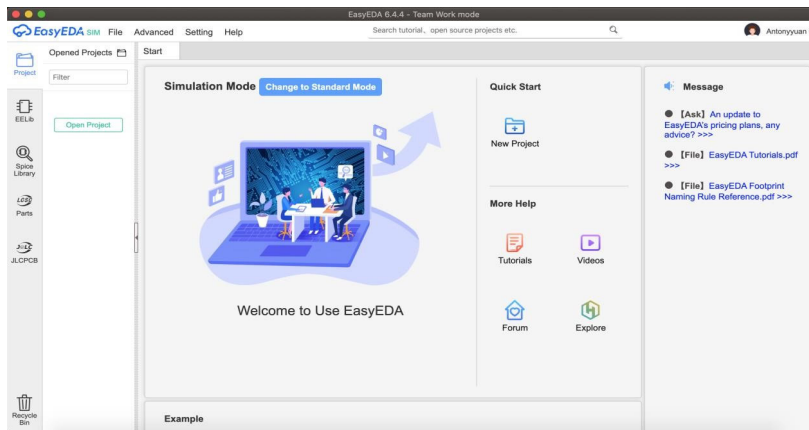 EasyEDA 6.4.4 - Team Work mode
EasyEDA SIM File Advanced Setting Help
Search tutorial, open source projects etc.
Antonyyuan
Project
EELib
Spice
Library
LCSC
Parts
JLCPCB
Recycle
Bin
Opened Projects
Filter
Open Project
Start
Simulation Mode
Change to Standard Mode
Welcome to Use EasyEDA
Example
Quick Start
New Project
More Help
Tutorials
Videos
Forum
Explore
Message
【Ask】An update to
EasyEDA's pricing plans, any
advice? >>>
【File】EasyEDA Tutorials.pdf
>>>
【File】EasyEDA Footprint
Naming Rule Reference.pdf >>>